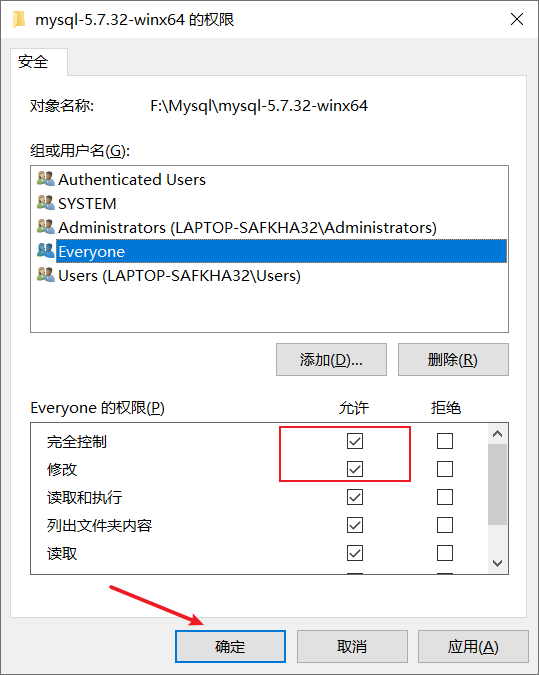 mysql-5.7.32-winx64 的权限
安全
对象名称: F:\Mysql\mysql-5.7.32-winx64
组或用户名(G):
Authenticated Users
SYSTEM
Administrators (LAPTOP-SAFKHA32\Administrators)
Everyone
Users (LAPTOP-SAFKHA32\Users)
添加(D)... 删除(R)
Everyone 的权限(P) 允许 拒绝
完全控制
修改
读取和执行
列出文件夹内容
读取
确定 取消 应用(A)